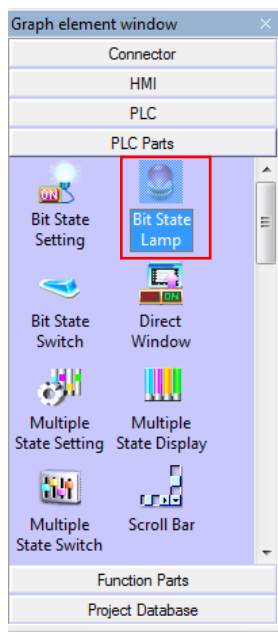 Graph element window
Connector
HMI
PLC
PLC Parts
ON
Bit State
Setting
Bit State
Lamp
Bit State
Switch
Direct
Window
Multiple
State Setting
Multiple
State Display
Multiple
State Switch
Scroll Bar
Function Parts
Project Database